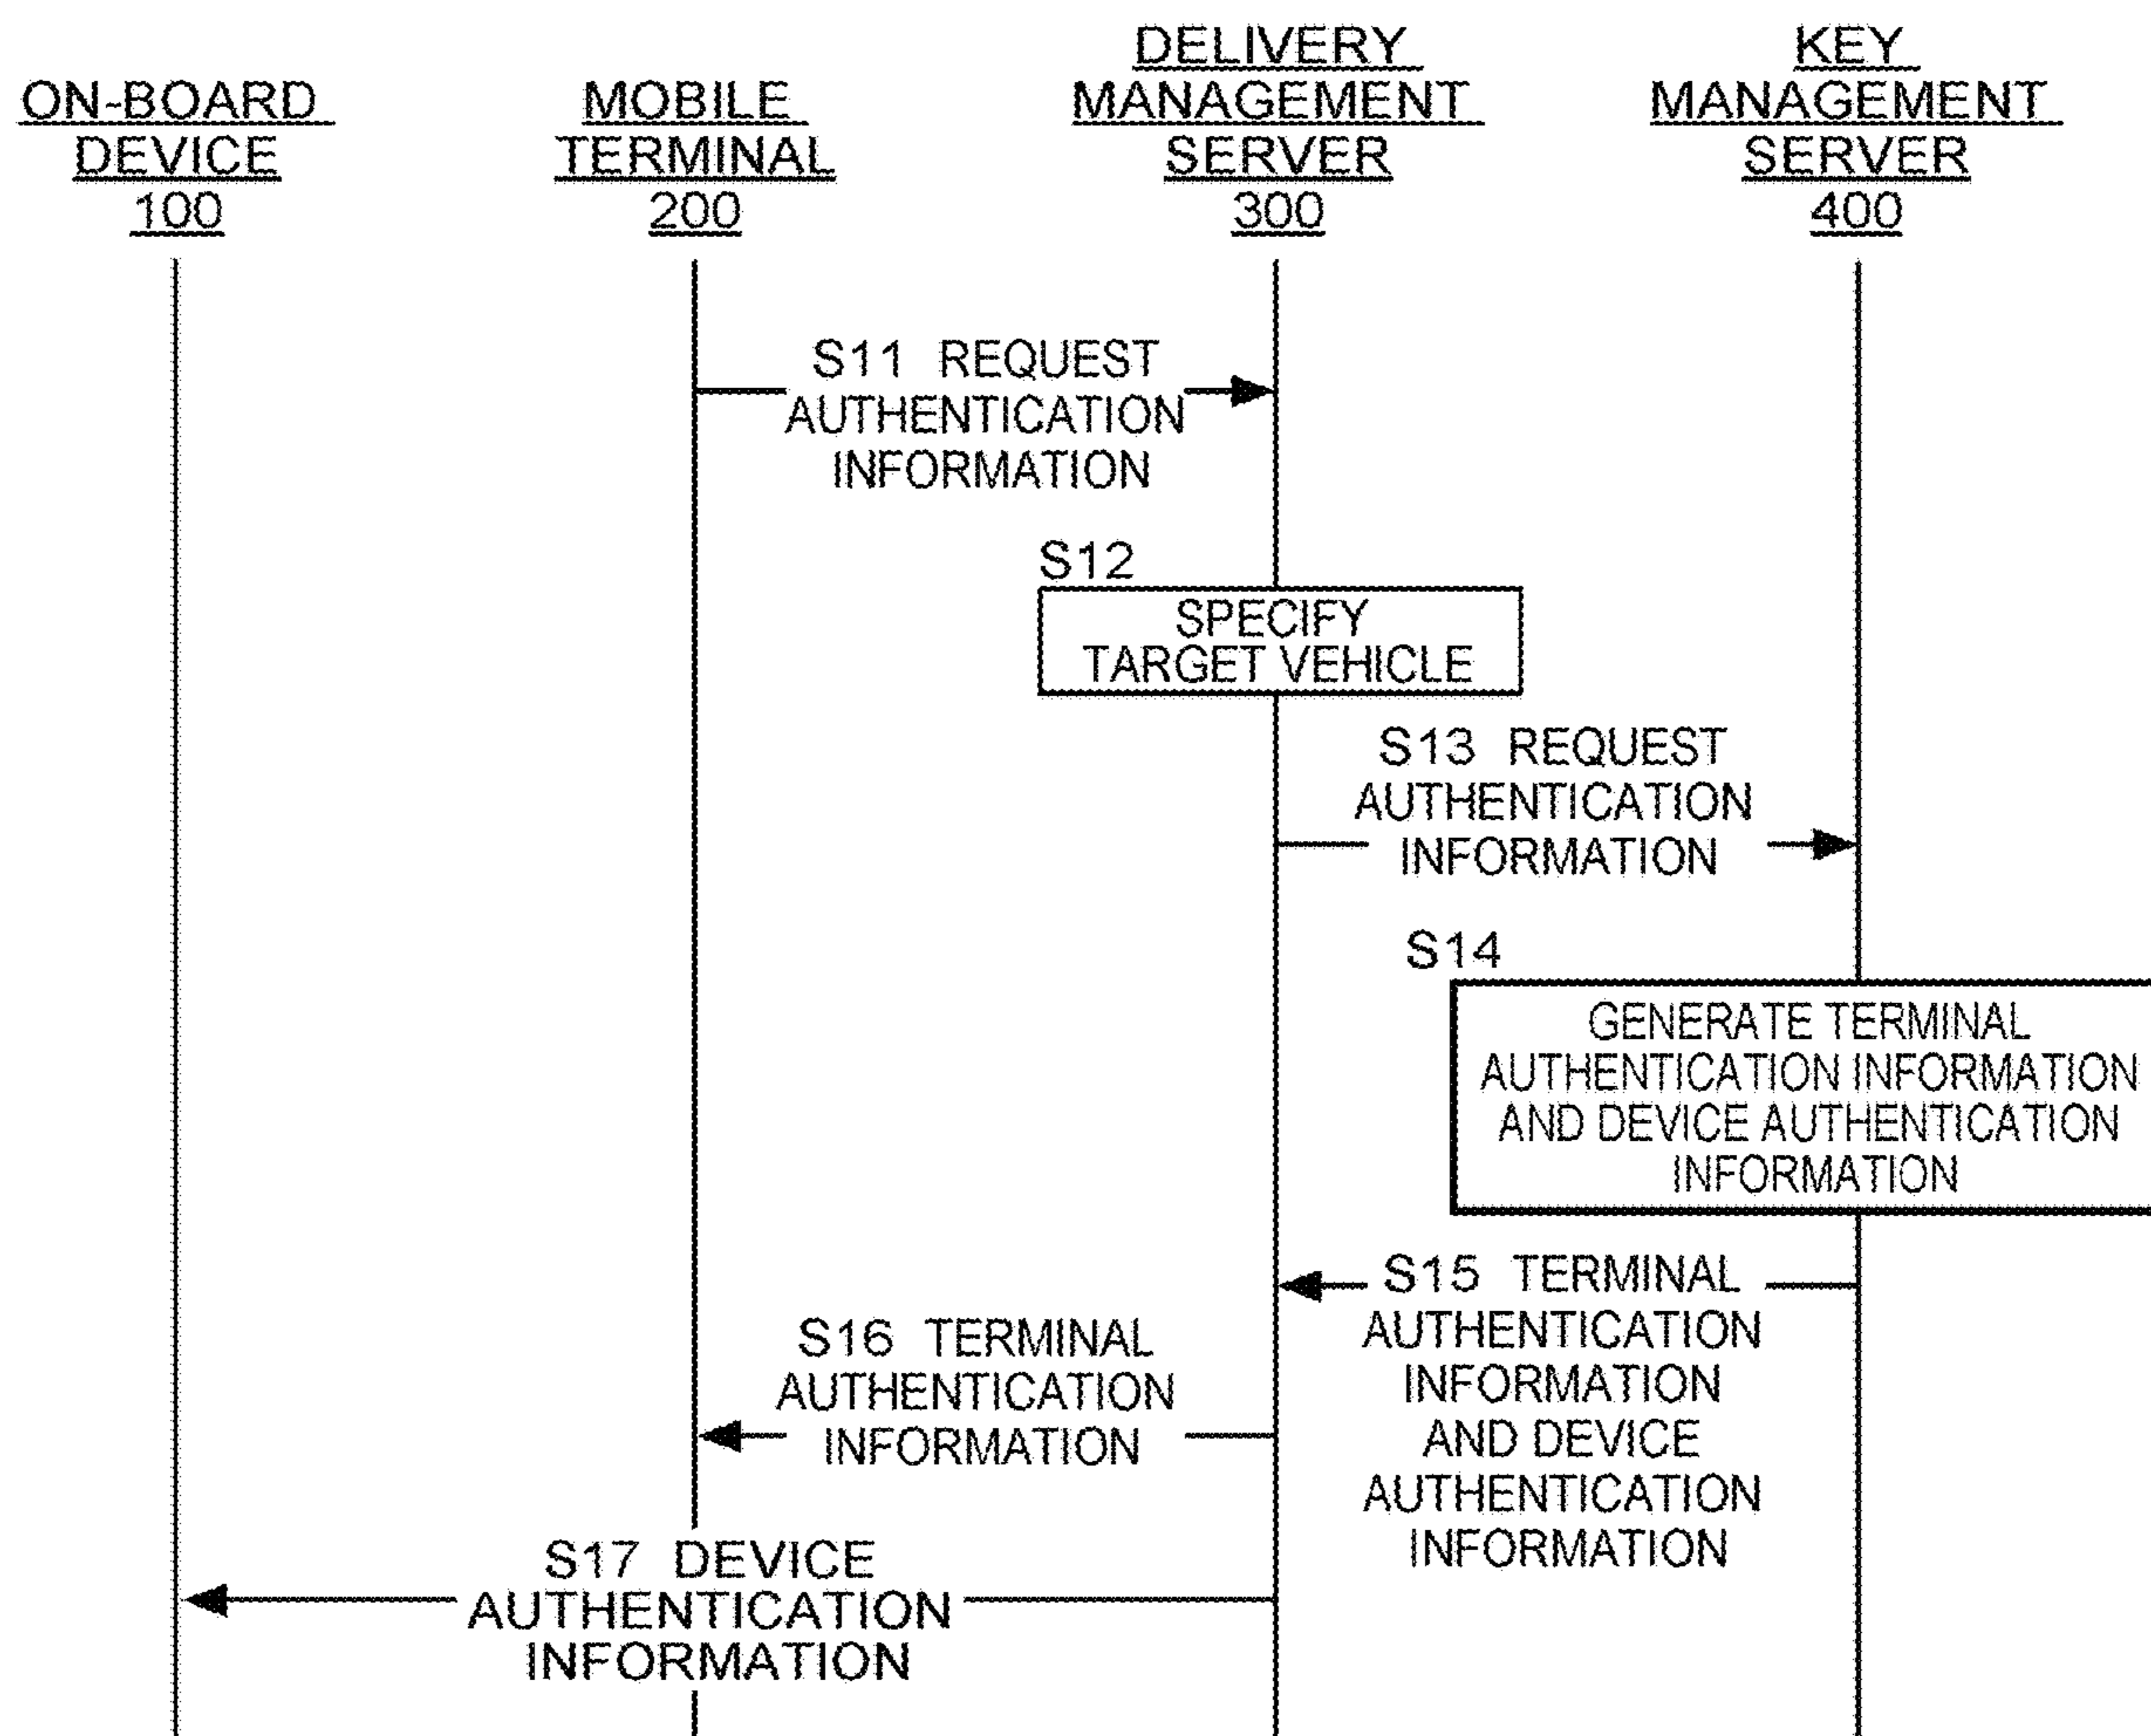 ON-BOARD
DEVICE
100
MOBILE
TERMINAL
200
DELIVERY
MANAGEMENT
SERVER
300
KEY
MANAGEMENT
SERVER
400
S11 REQUEST
AUTHENTICATION
INFORMATION
S12
SPECIFY
TARGET VEHICLE
S13 REQUEST
AUTHENTICATION
INFORMATION
S14
GENERATE TERMINAL
AUTHENTICATION INFORMATION
AND DEVICE AUTHENTICATION
INFORMATION
S15 TERMINAL
AUTHENTICATION
INFORMATION
AND DEVICE
AUTHENTICATION
INFORMATION
S16 TERMINAL
AUTHENTICATION
INFORMATION
S17 DEVICE
AUTHENTICATION
INFORMATION